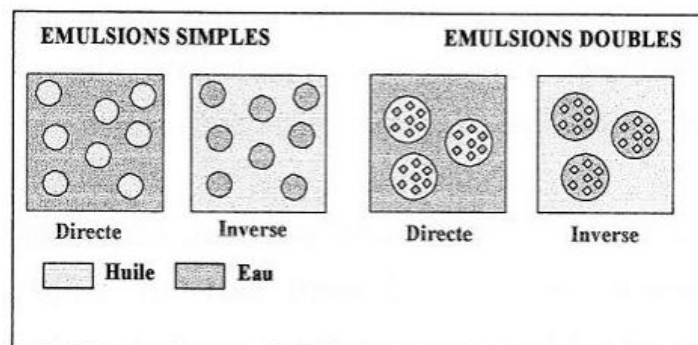 EMULSIONS SIMPLES
EMULSIONS DOUBLES
Directe
Inverse
Directe
Inverse
Huile
Eau